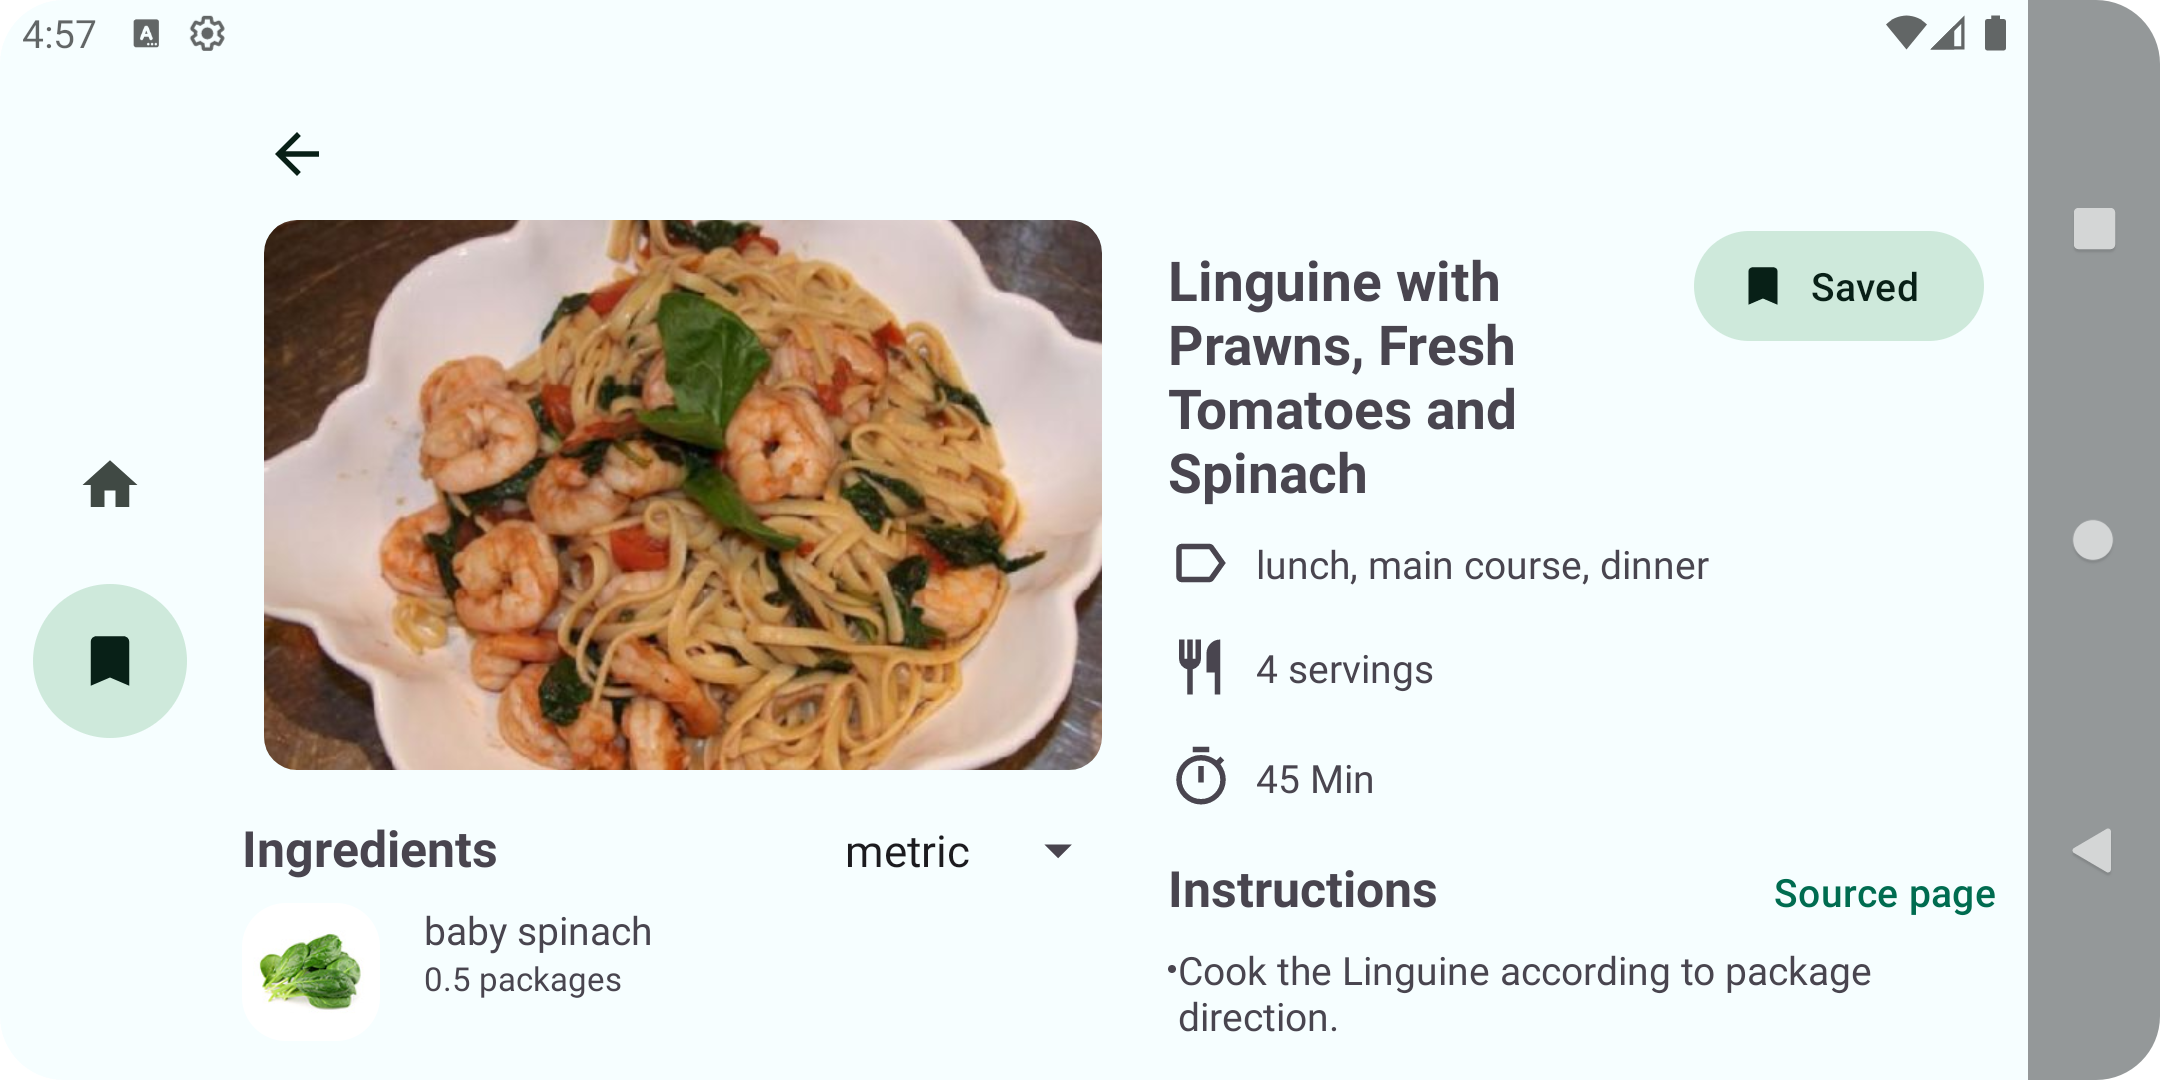 4:57
Linguine with
Prawns, Fresh
Tomatoes and
Spinach
Saved
lunch, main course, dinner
4 servings
45 Min
Ingredients
metric
baby spinach
0.5 packages
Instructions
Source page
•Cook the Linguine according to package
direction.